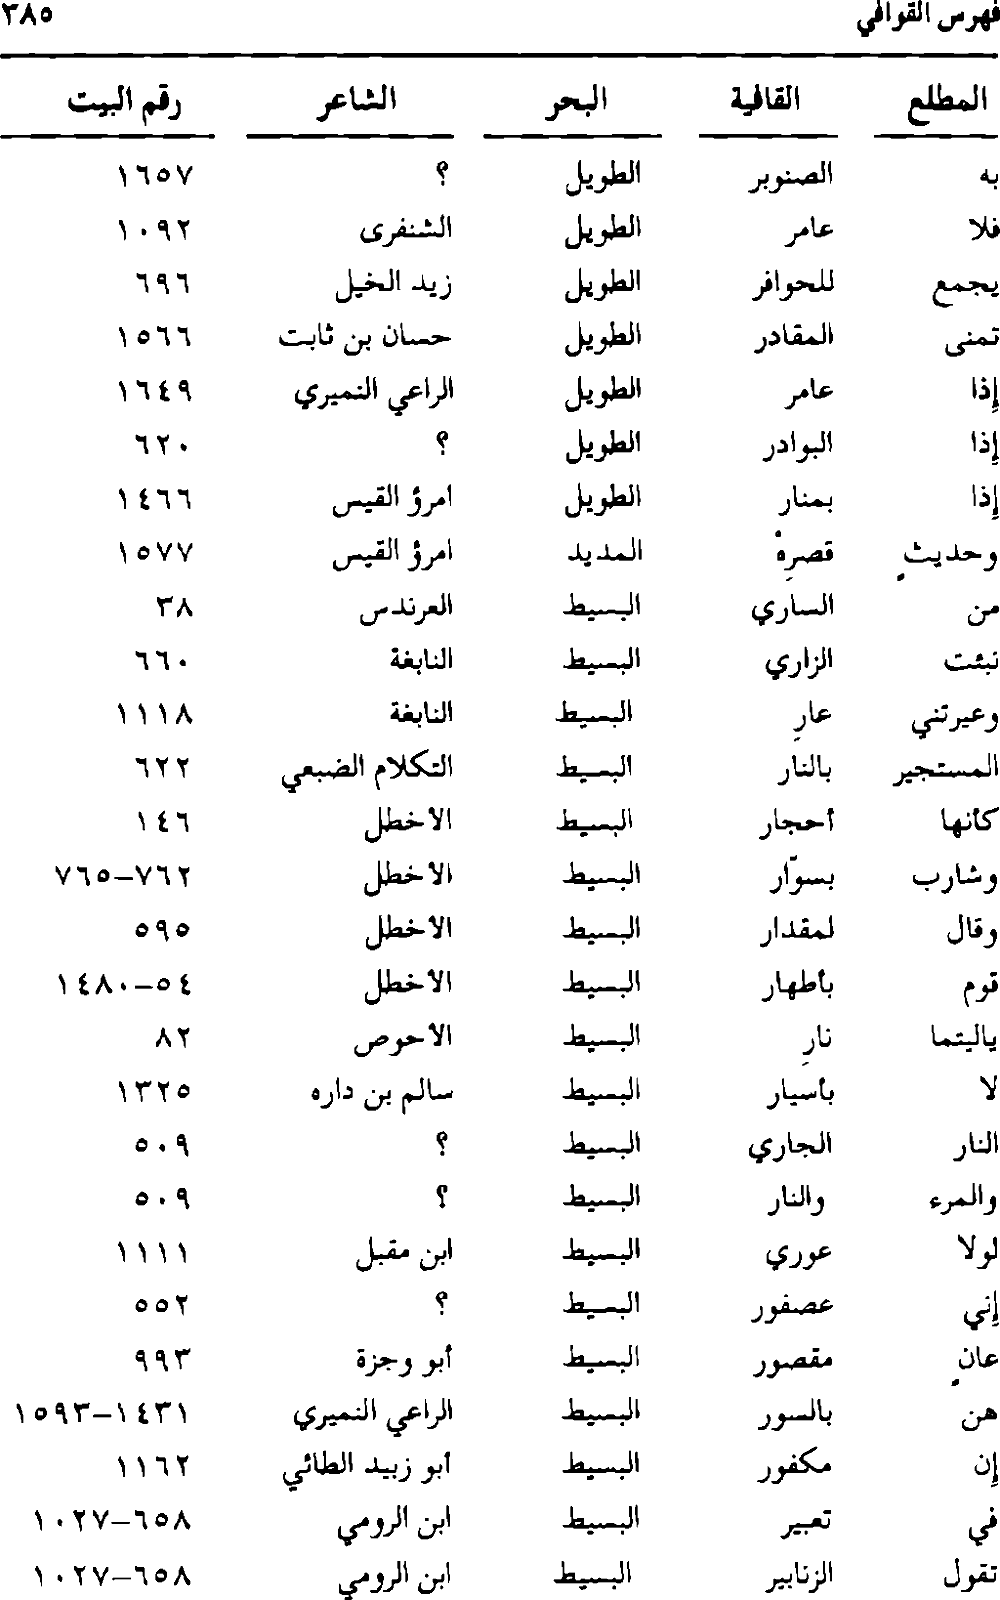 فهرس القوافي ٣٨٥
المطلع القافية البحر الشاعر رقم البيت
به الصنوبر الطويل ؟ ١٦٥٧
فلا عامر الطويل الشنفرى ١٠٩٢
يجمع للحوافر الطويل زيد الخيل ٦٩٦
تمنى المقادر الطويل حسان بن ثابت ١٥٦٦
إذا عامر الطويل الراعي النميري ١٦٤٩
إذا البوادر الطويل ؟ ٦٢٠
إذا بمنار الطويل امرؤ القيس ١٤٦٦
وحديثٍ قصرِهْ المديد امرؤ القيس ١٥٧٧
من الساري البسيط العرندس ٣٨
نبئت الزاري البسيط النابغة ٦٦٠
وعيرتني عارِ البسيط النابغة ١١١٨
المستجير بالنار البسيط التكلام الضبعي ٦٢٢
كأنها أحجار البسيط الأخطل ١٤٦
وشارب بسوّار البسيط الأخطل ٧٦٢–٧٦٥
وقال لمقدار البسيط الأخطل ٥٩٥
قوم بأطهار البسيط الأخطل ٥٤–١٤٨٠
ياليتما نارِ البسيط الأحوص ٨٢
لا بأسيار البسيط سالم بن داره ١٣٢٥
النار الجاري البسيط ؟ ٥٠٩
والمرء والنار البسيط ؟ ٥٠٩
لولا عوري البسيط ابن مقبل ١١١١
إني عصفور البسيط ؟ ٥٥٢
عانٍ مقصور البسيط أبو وجزة ٩٩٣
هن بالسور البسيط الراعي النميري ١٤٣١–١٥٩٣
إن مكفور البسيط أبو زبيد الطائي ١١٦٢
في تعبير البسيط ابن الرومي ٦٥٨–١٠٢٧
تقول الزنابير البسيط ابن الرومي ٦٥٨–١٠٢٧